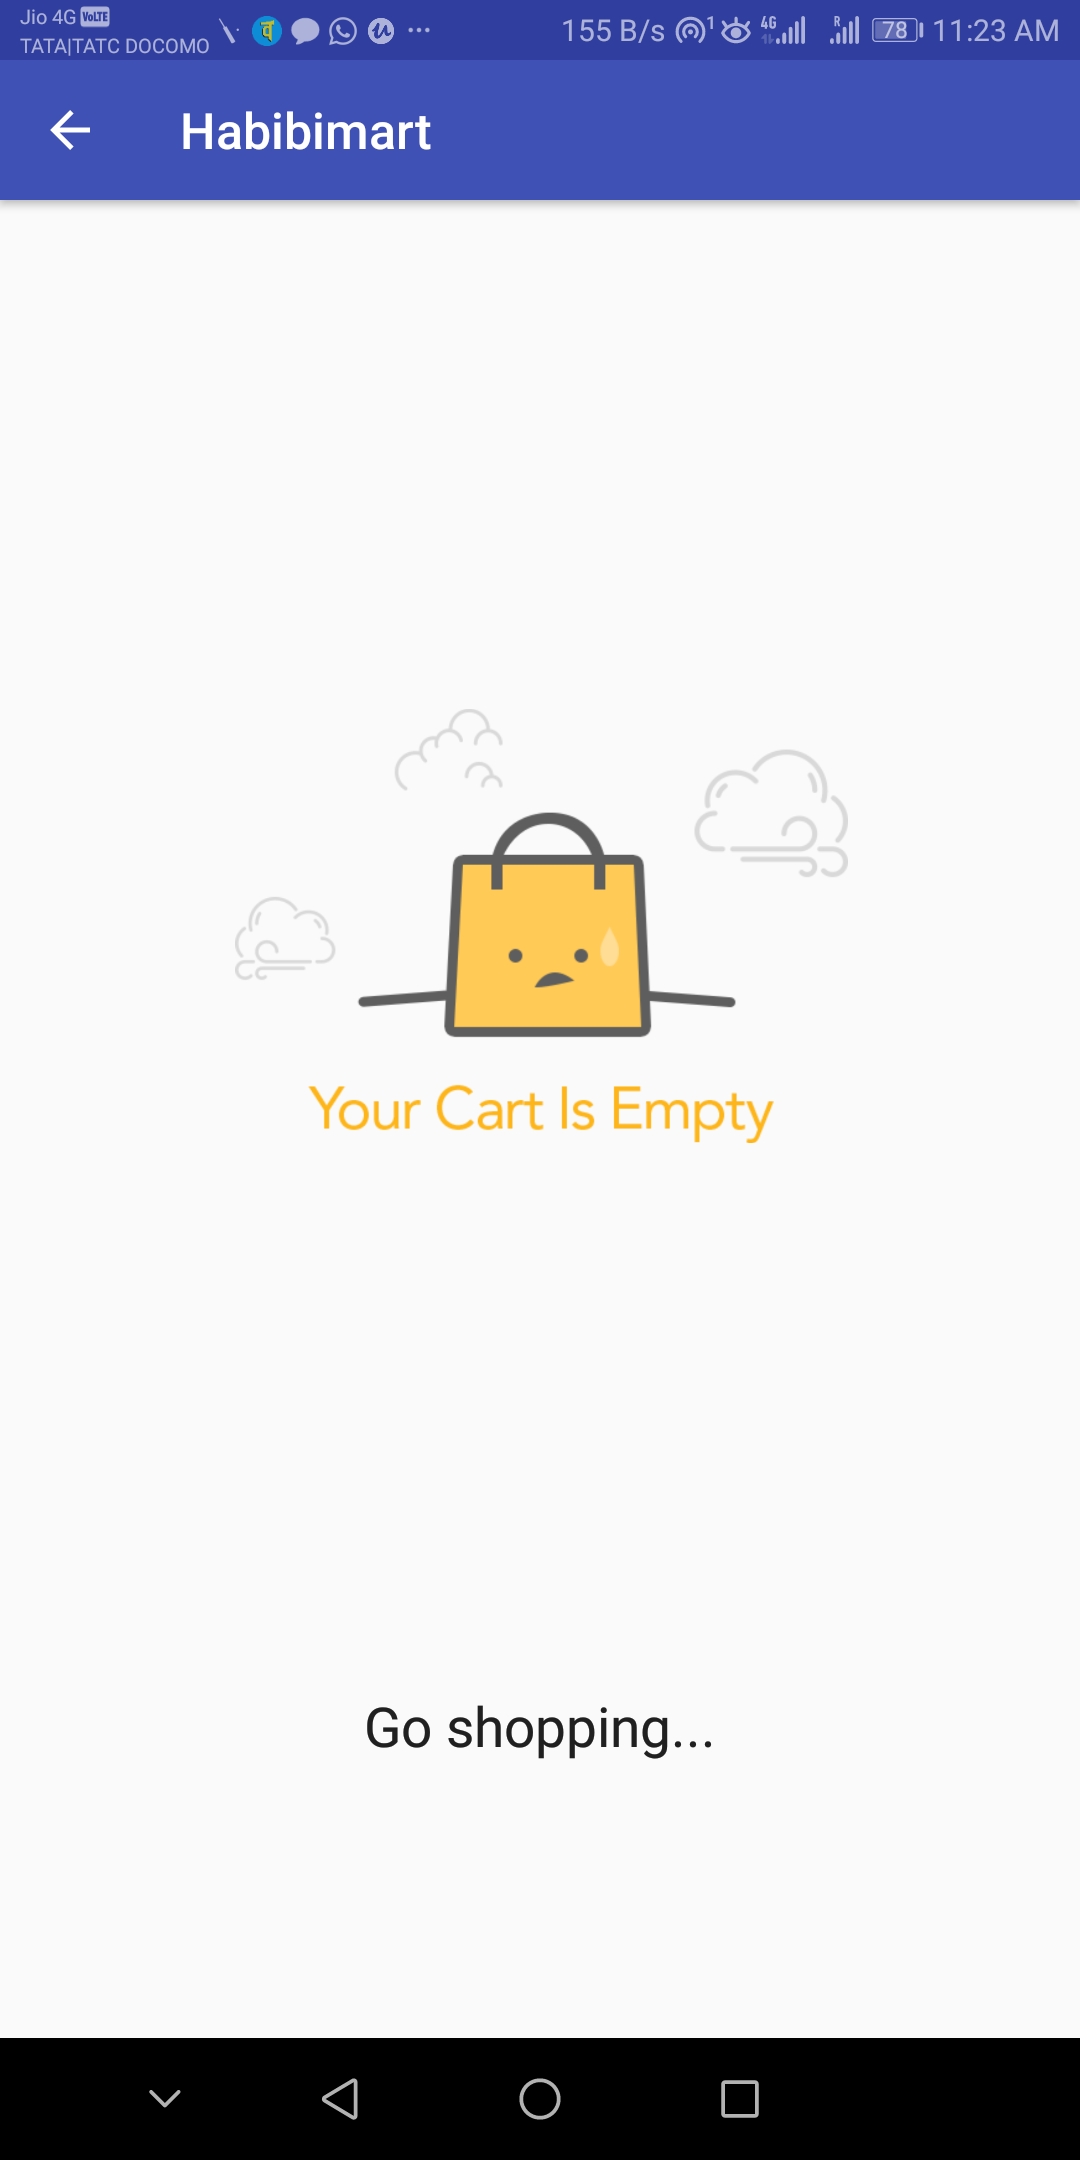 Jio 4G VoLTE
TATA|TATC DOCOMO
व
155 B/s 1 4G R 78 11:23 AM
Habibimart
Your Cart Is Empty
Go shopping...